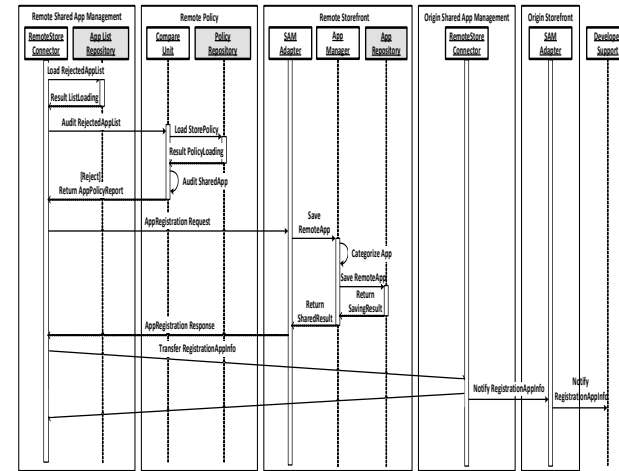 Remote Shared App Management
Remote Policy
Remote Storefront
Origin Shared App Management
Origin Storefront
RemoteStore
Connector
App List
Repository
Compare
Unit
Policy
Repository
SAM
Adapter
App
Manager
App
Repository
RemoteStore
Connector
SAM
Adapter
Develope
Support
Load RejectedAppList
Result ListLoading
Audit RejectedAppList
Load StorePolicy
Result PolicyLoading
[Reject]
Return AppPolicyReport
Audit SharedApp
AppRegistration Request
Save
RemoteApp
Categorize App
Save RemoteApp
Return
SavingResult
Return
SharedResult
AppRegistration Response
Transfer RegistrationAppInfo
Notify RegistrationAppInfo
Notify
RegistrationAppInfo